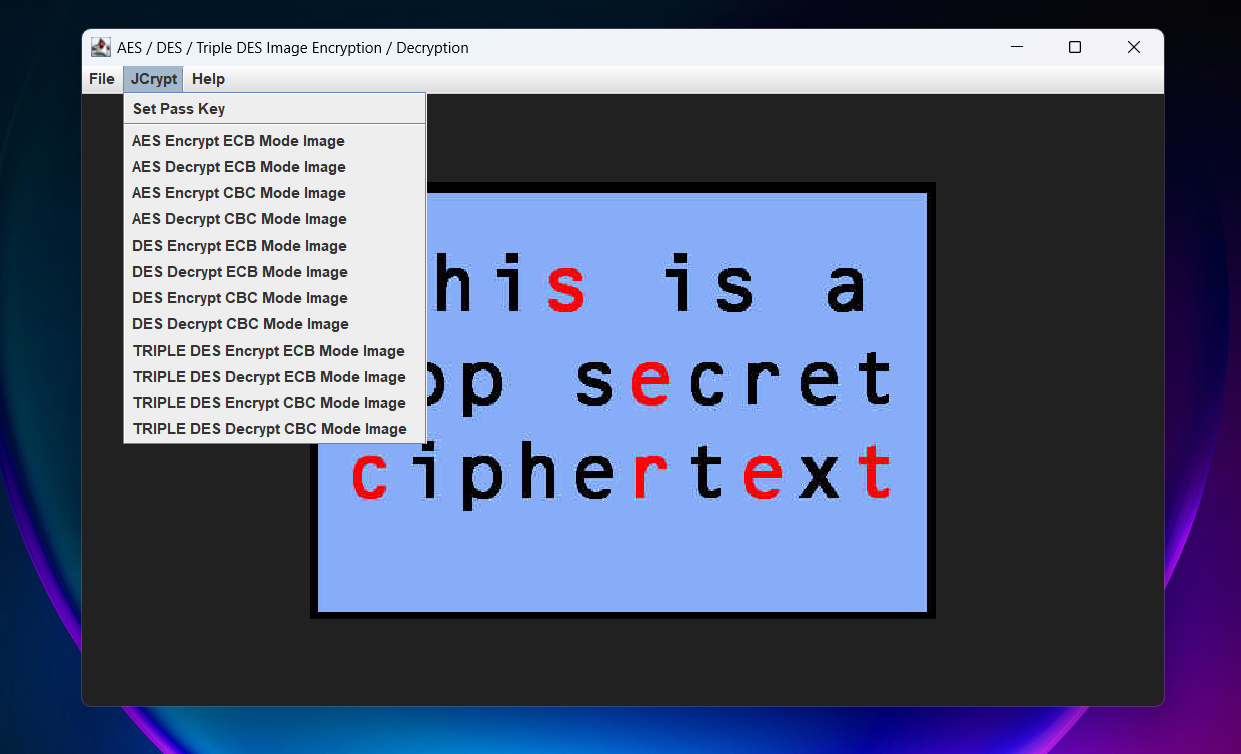 AES / DES / Triple DES Image Encryption / Decryption
File JCrypt Help
Set Pass Key
AES Encrypt ECB Mode Image
AES Decrypt ECB Mode Image
AES Encrypt CBC Mode Image
AES Decrypt CBC Mode Image
DES Encrypt ECB Mode Image
DES Decrypt ECB Mode Image
DES Encrypt CBC Mode Image
DES Decrypt CBC Mode Image
TRIPLE DES Encrypt ECB Mode Image
TRIPLE DES Decrypt ECB Mode Image
TRIPLE DES Encrypt CBC Mode Image
TRIPLE DES Decrypt CBC Mode Image
his is a
op secret
ciphertext